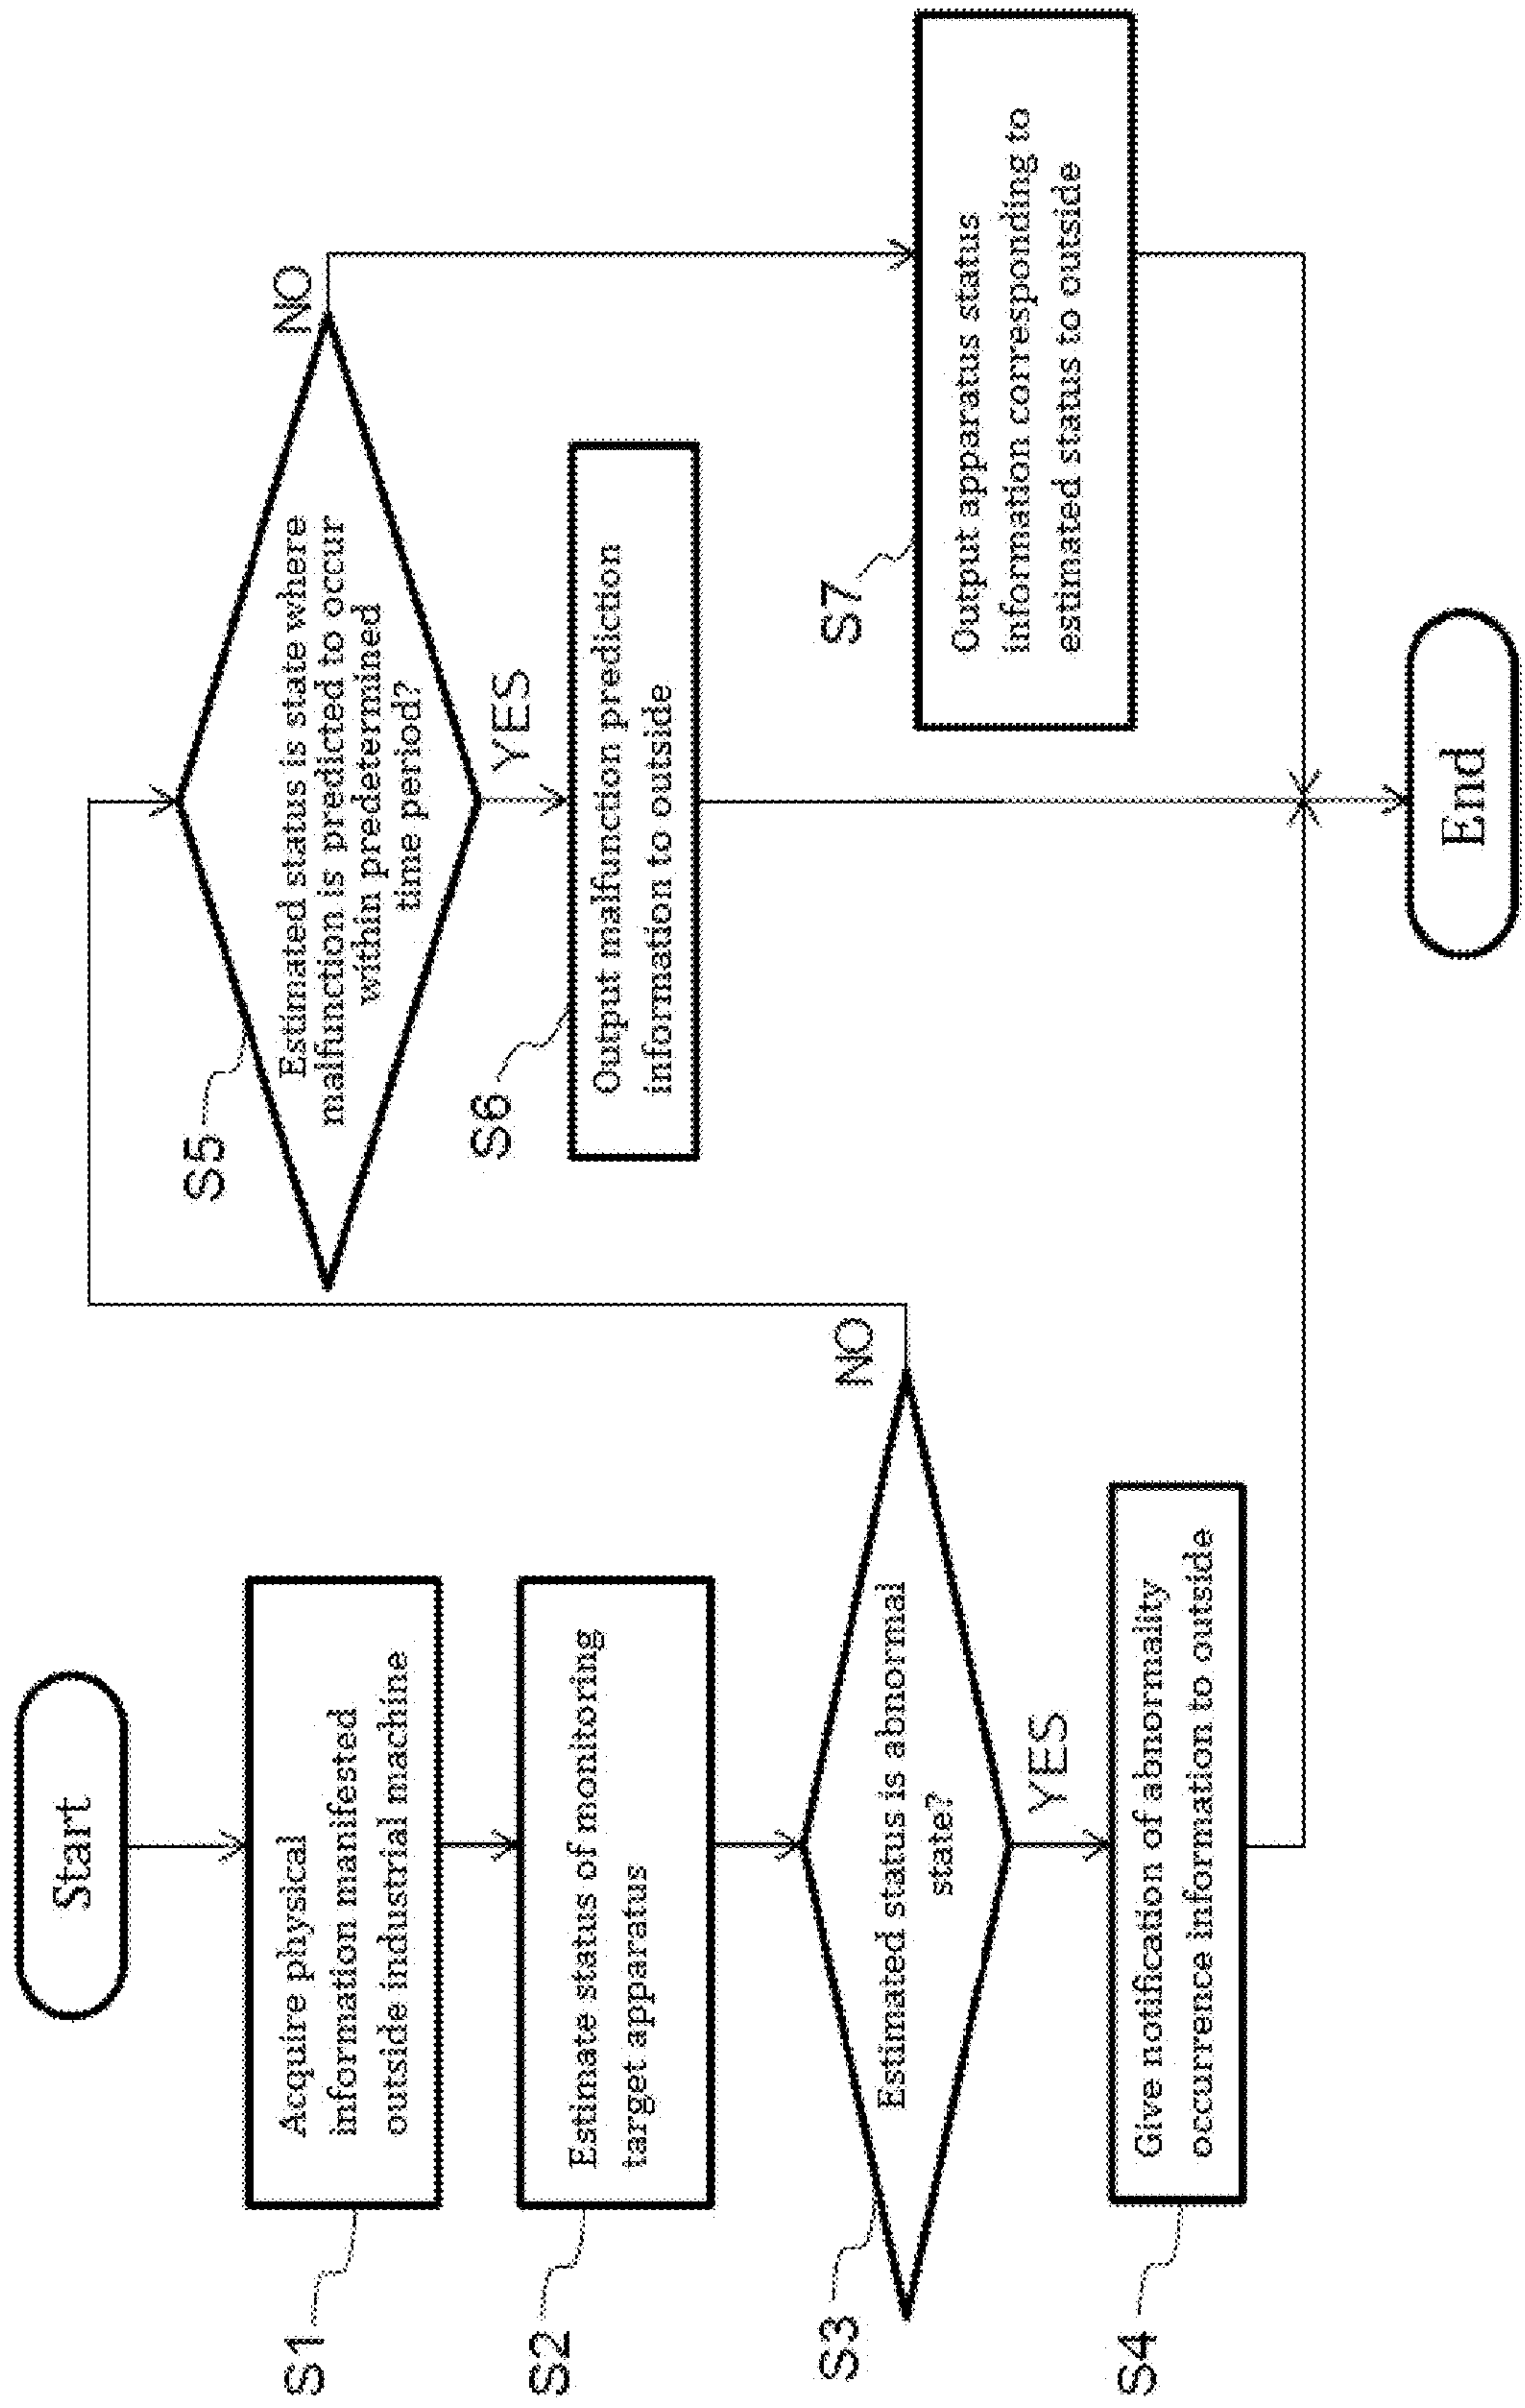 Start
S1
Acquire physical
information manifested
outside industrial machine
S2
Estimate status of monitoring
target apparatus
S3
Estimated status is abnormal
state?
NO
YES
S4
Give notification of abnormality
occurrence information to outside
S5
Estimated status is state where
malfunction is predicted to occur
within predetermined
time period?
NO
YES
S6
Output malfunction prediction
information to outside
S7
Output apparatus status
information corresponding to
estimated status to outside
End